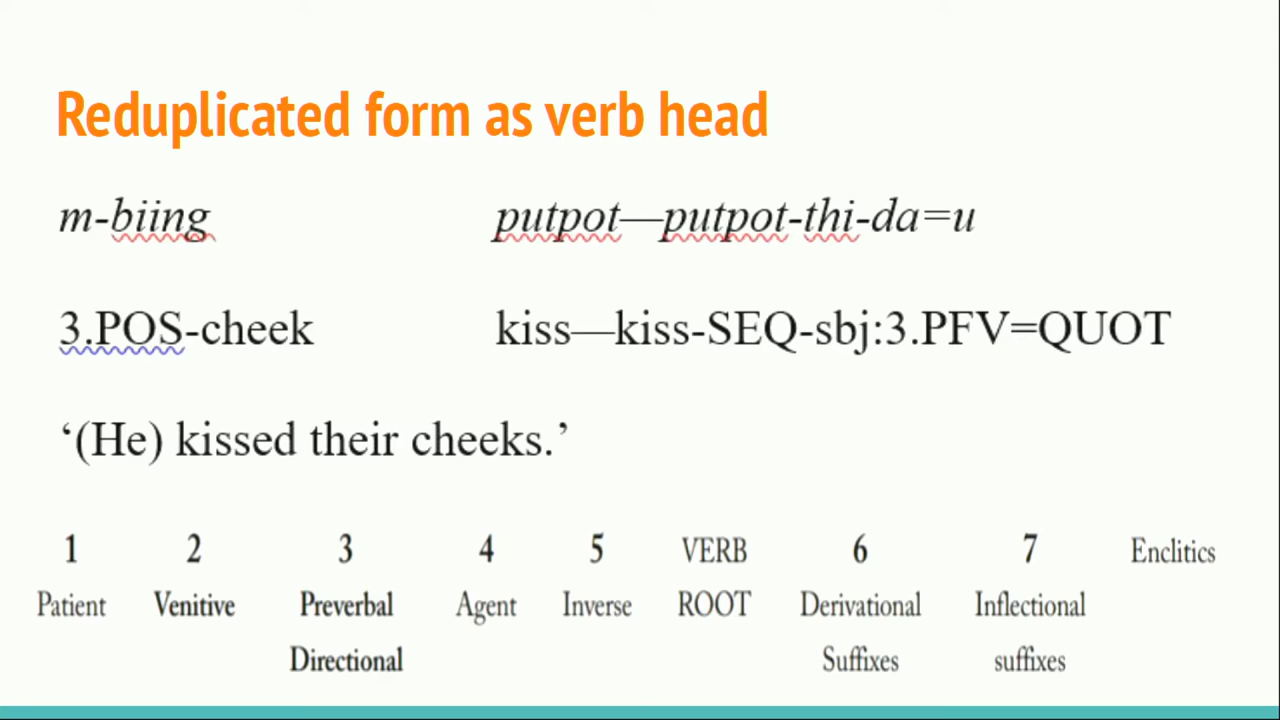 Reduplicated form as verb head
m-biing putpot—putpot-thi-da=u
3.POS-cheek kiss—kiss-SEQ-sbj:3.PFV=QUOT
‘(He) kissed their cheeks.’
1 2 3 4 5 VERB 6 7 Enclitics
Patient Venitive Preverbal Agent Inverse ROOT Derivational Inflectional
Directional Suffixes suffixes